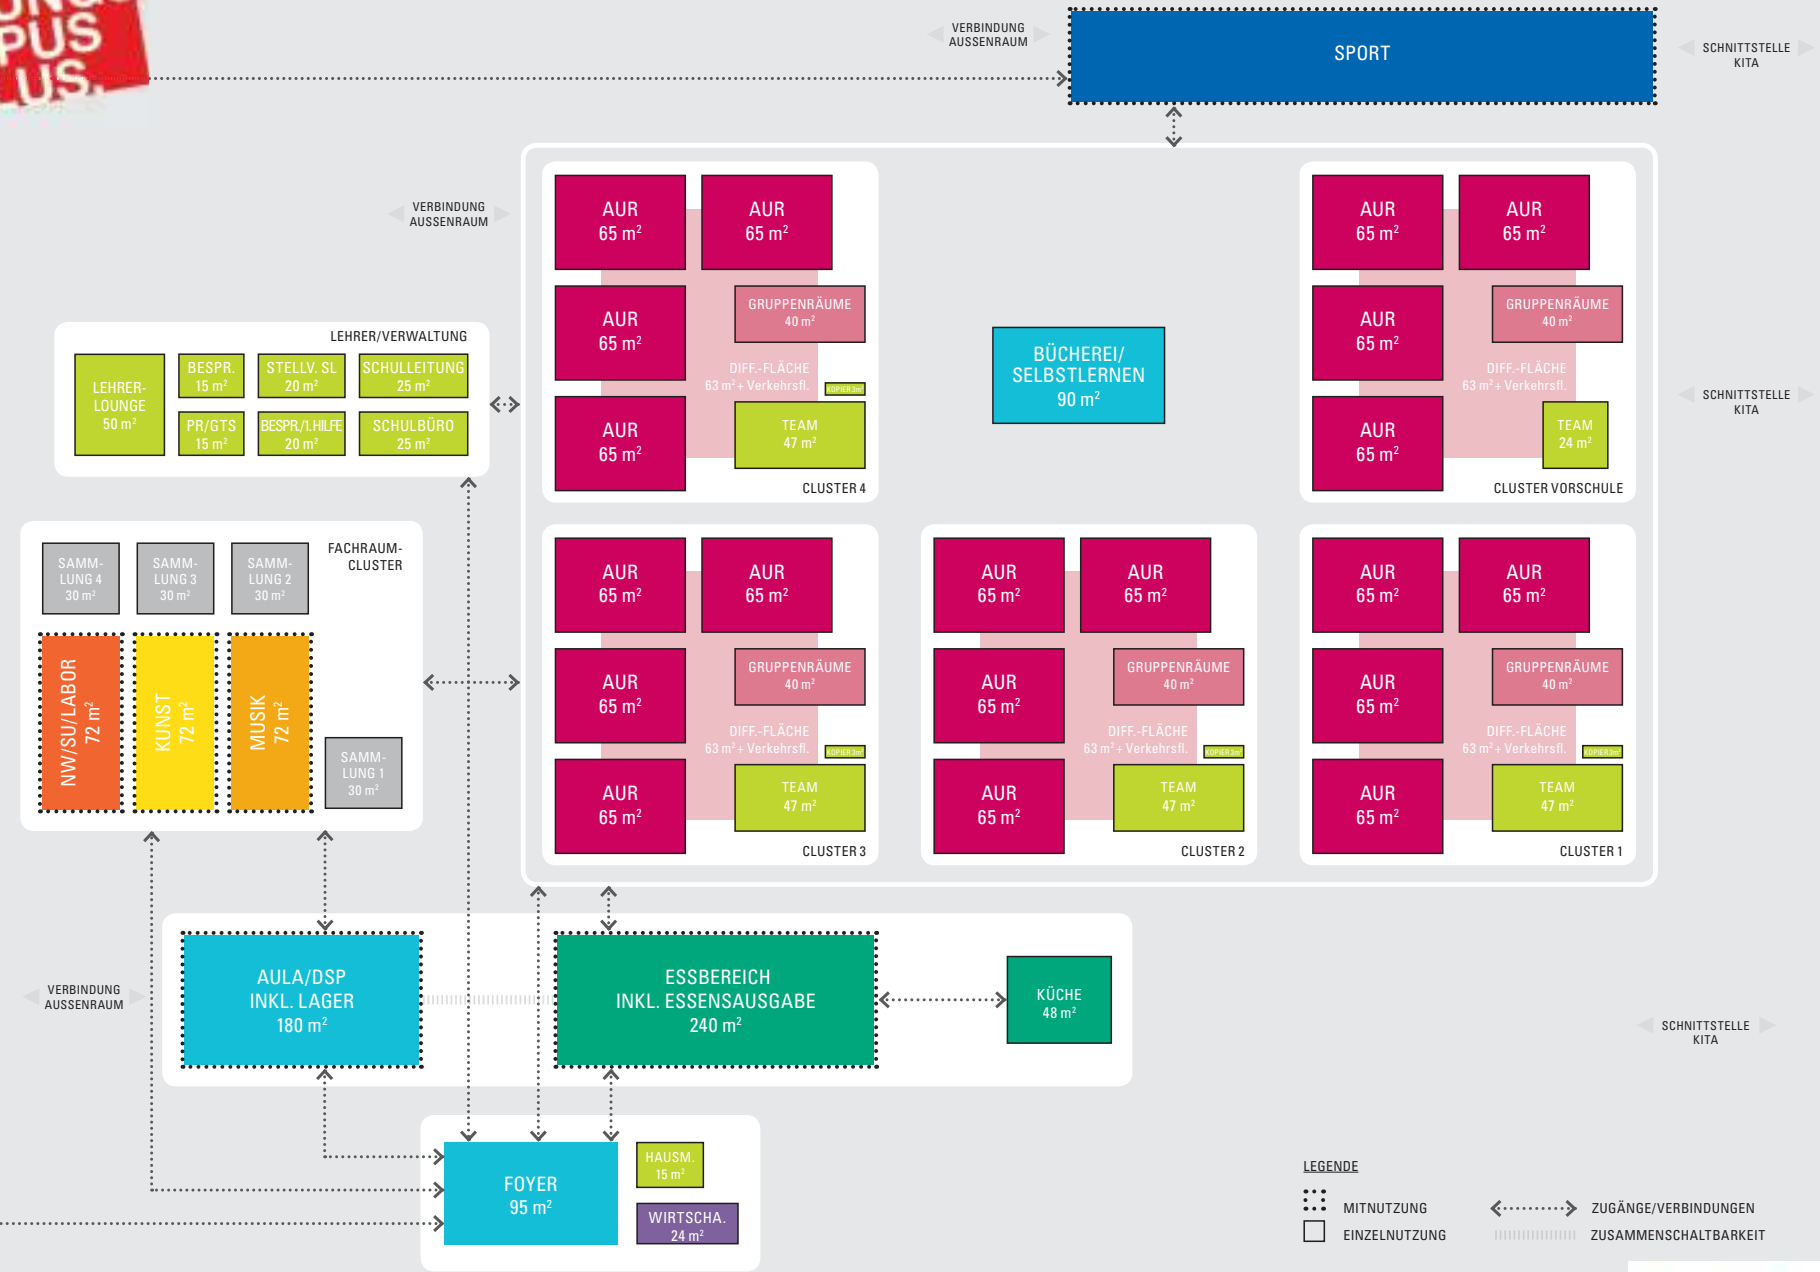 PUS
US.
VERBINDUNG
AUSSENRAUM
SPORT
SCHNITTSTELLE
KITA
VERBINDUNG
AUSSENRAUM
AUR
65 m²
AUR
65 m²
AUR
65 m²
GRUPPENRÄUME
40 m²
DIFF.-FLÄCHE
63 m² + Verkehrsfl.
KOPIER 3m²
AUR
65 m²
TEAM
47 m²
CLUSTER 4
BÜCHEREI/
SELBSTLERNEN
90 m²
AUR
65 m²
AUR
65 m²
AUR
65 m²
GRUPPENRÄUME
40 m²
DIFF.-FLÄCHE
63 m² + Verkehrsfl.
AUR
65 m²
TEAM
24 m²
CLUSTER VORSCHULE
SCHNITTSTELLE
KITA
LEHRER/VERWALTUNG
LEHRER-
LOUNGE
50 m²
BESPR.
15 m²
STELLV. SL
20 m²
SCHULLEITUNG
25 m²
PR/GTS
15 m²
BESPR./1.HILFE
20 m²
SCHULBÜRO
25 m²
FACHRAUM-
CLUSTER
SAMM-
LUNG 4
30 m²
SAMM-
LUNG 3
30 m²
SAMM-
LUNG 2
30 m²
NW/SU/LABOR
72 m²
KUNST
72 m²
MUSIK
72 m²
SAMM-
LUNG 1
30 m²
AUR
65 m²
AUR
65 m²
AUR
65 m²
GRUPPENRÄUME
40 m²
DIFF.-FLÄCHE
63 m² + Verkehrsfl.
KOPIER 3m²
AUR
65 m²
TEAM
47 m²
CLUSTER 3
AUR
65 m²
AUR
65 m²
AUR
65 m²
GRUPPENRÄUME
40 m²
DIFF.-FLÄCHE
63 m² + Verkehrsfl.
KOPIER 3m²
AUR
65 m²
TEAM
47 m²
CLUSTER 2
AUR
65 m²
AUR
65 m²
AUR
65 m²
GRUPPENRÄUME
40 m²
DIFF.-FLÄCHE
63 m² + Verkehrsfl.
KOPIER 3m²
AUR
65 m²
TEAM
47 m²
CLUSTER 1
VERBINDUNG
AUSSENRAUM
AULA/DSP
INKL. LAGER
180 m²
ESSBEREICH
INKL. ESSENSAUSGABE
240 m²
KÜCHE
48 m²
SCHNITTSTELLE
KITA
FOYER
95 m²
HAUSM.
15 m²
WIRTSCHA.
24 m²
LEGENDE
MITNUTZUNG
ZUGÄNGE/VERBINDUNGEN
EINZELNUTZUNG
ZUSAMMENSCHALTBARKEIT